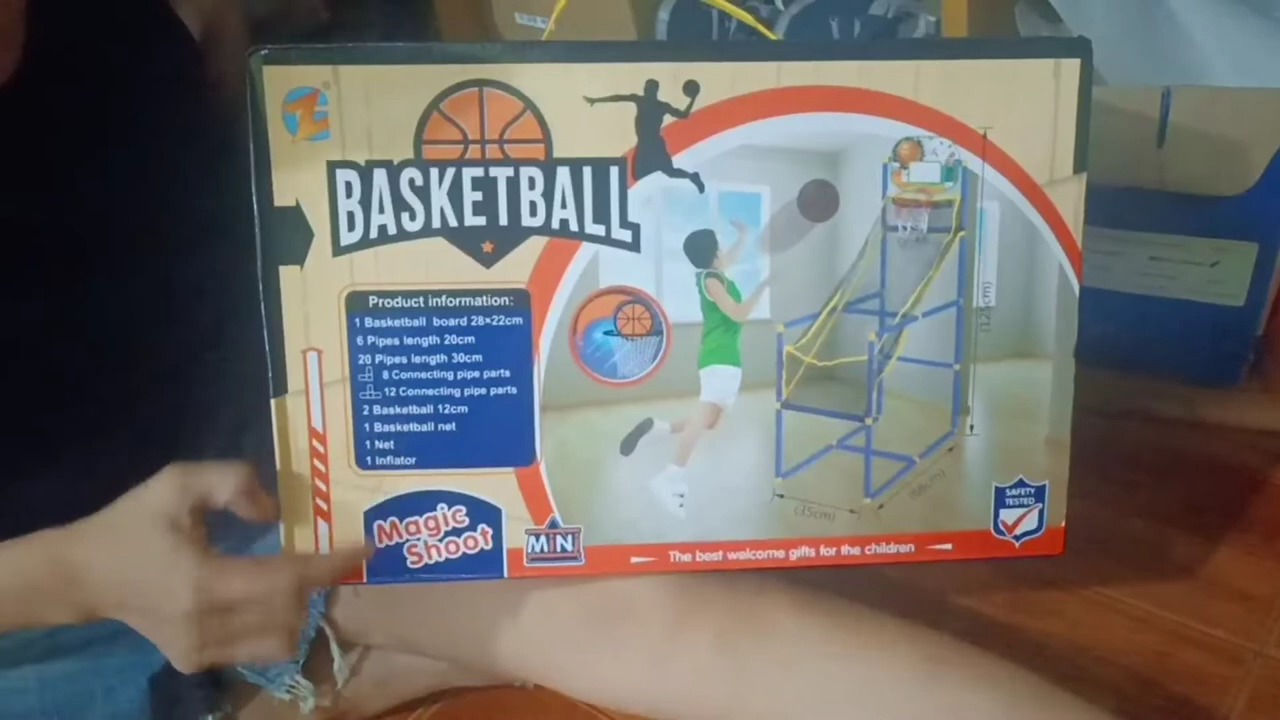 BASKETBALL
Product information:
1 Basketball board 28×22cm
6 Pipes length 20cm
20 Pipes length 30cm
8 Connecting pipe parts
12 Connecting pipe parts
2 Basketball 12cm
1 Basketball net
1 Net
1 Inflator
(125cm)
(35cm)
Magic
Shoot
MiNi
SAFETY
TESTED
The best welcome gifts for the children